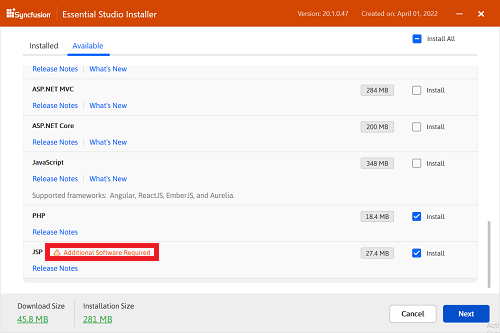 Syncfusion Essential Studio Installer Version: 20.1.0.47 Created on: April 01, 2022
Installed Available Install All
Release Notes What's New
ASP.NET MVC 284 MB Install
Release Notes What's New
ASP.NET Core 200 MB Install
Release Notes What's New
JavaScript 348 MB Install
Release Notes What's New
Supported frameworks: Angular, ReactJS, EmberJS, and Aurelia.
PHP 18.4 MB Install
Release Notes
JSP Additional Software Required 27.4 MB Install
Release Notes
Download Size Installation Size
45.8 MB 281 MB
Cancel Next